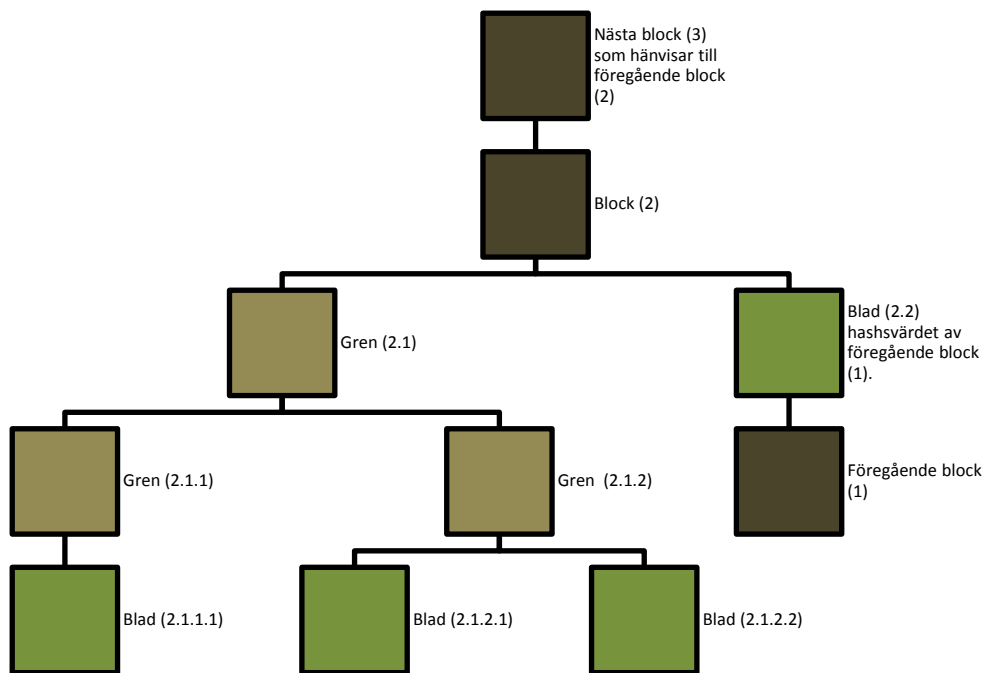 Nästa block (3)
som hänvisar till
föregående block
(2)
Block (2)
Gren (2.1)
Blad (2.2)
hashsvärdet av
föregående block
(1).
Gren (2.1.1)
Gren  (2.1.2)
Föregående block
(1)
Blad (2.1.1.1)
Blad (2.1.2.1)
Blad (2.1.2.2)